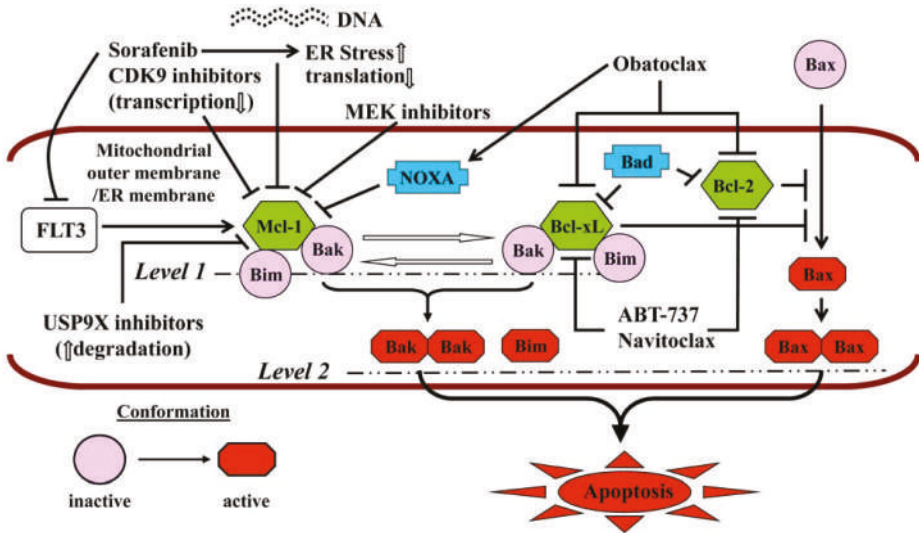 DNA
Sorafenib
ER Stress⇧
translation⇩
CDK9 inhibitors
(transcription⇩)
Obatoclax
Bax
MEK inhibitors
Mitochondrial
outer membrane
/ER membrane
NOXA
Bad
Bcl-2
FLT3
Mcl-1
Bak
Bim
Bcl-xL
Bak
Bim
Level 1
Bax
USP9X inhibitors
(⇧degradation)
ABT-737
Navitoclax
Bak Bak
Bim
Bax Bax
Level 2
Conformation
inactive
active
Apoptosis